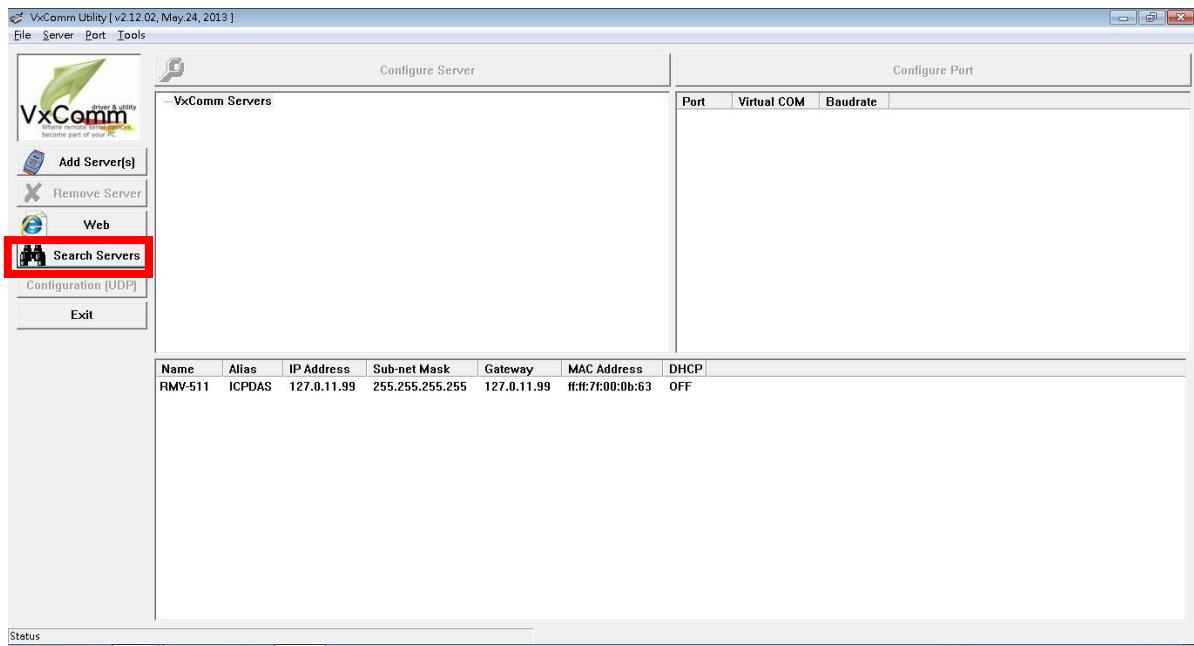 VxComm Utility [ v2.12.02, May.24, 2013 ]
File Server Port Tools
VxComm
driver & utility
Where remote serial devices
become part of your PC
Configure Server
Configure Port
VxComm Servers
Port Virtual COM Baudrate
Add Server(s)
Remove Server
Web
Search Servers
Configuration (UDP)
Exit
Name Alias IP Address Sub-net Mask Gateway MAC Address DHCP
RMV-511 ICPDAS 127.0.11.99 255.255.255.255 127.0.11.99 ff:ff:7f:00:0b:63 OFF
Status